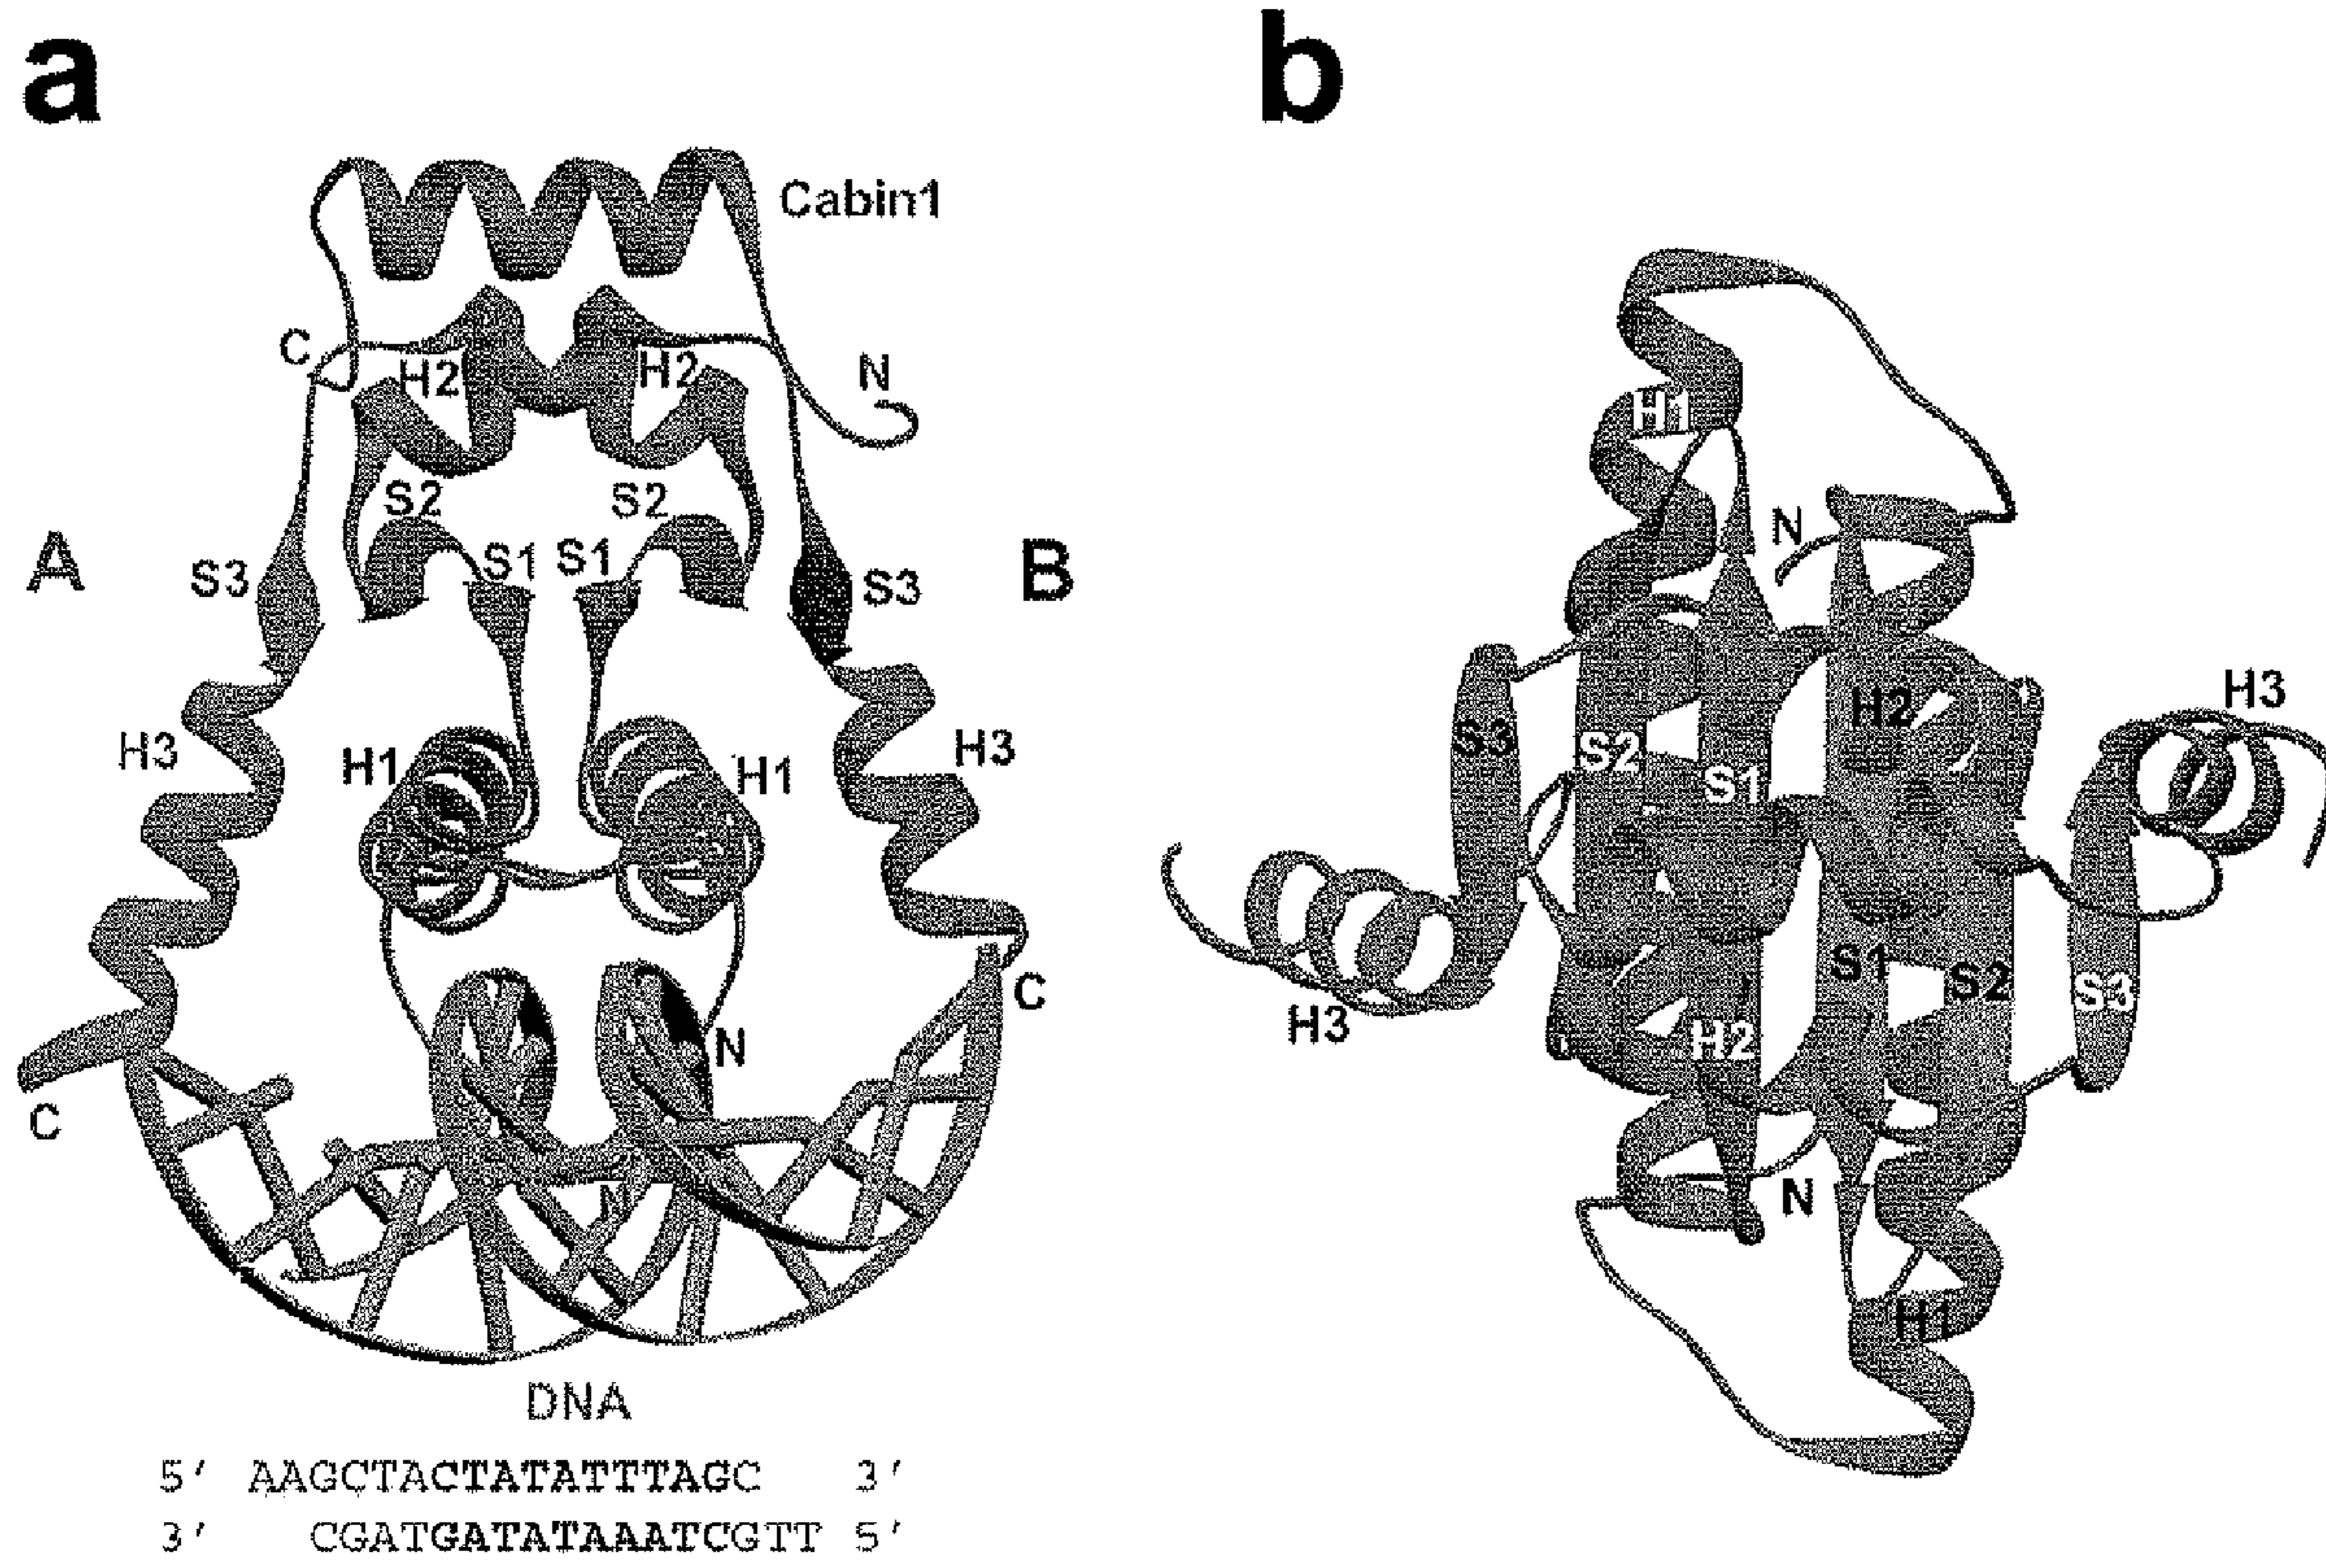 a
b
Cabin1
C
H2
H2
N
S2
S2
S1
S1
A
S3
S3
B
H3
H1
H1
H3
C
N
C
N
DNA
5′ AAGCTACTATATTTAGC 3′
3′ CGATGATATAAATCGTT 5′
H1
N
H2
H3
S3
S2
S1
S1
S2
S3
H3
H2
N
H1